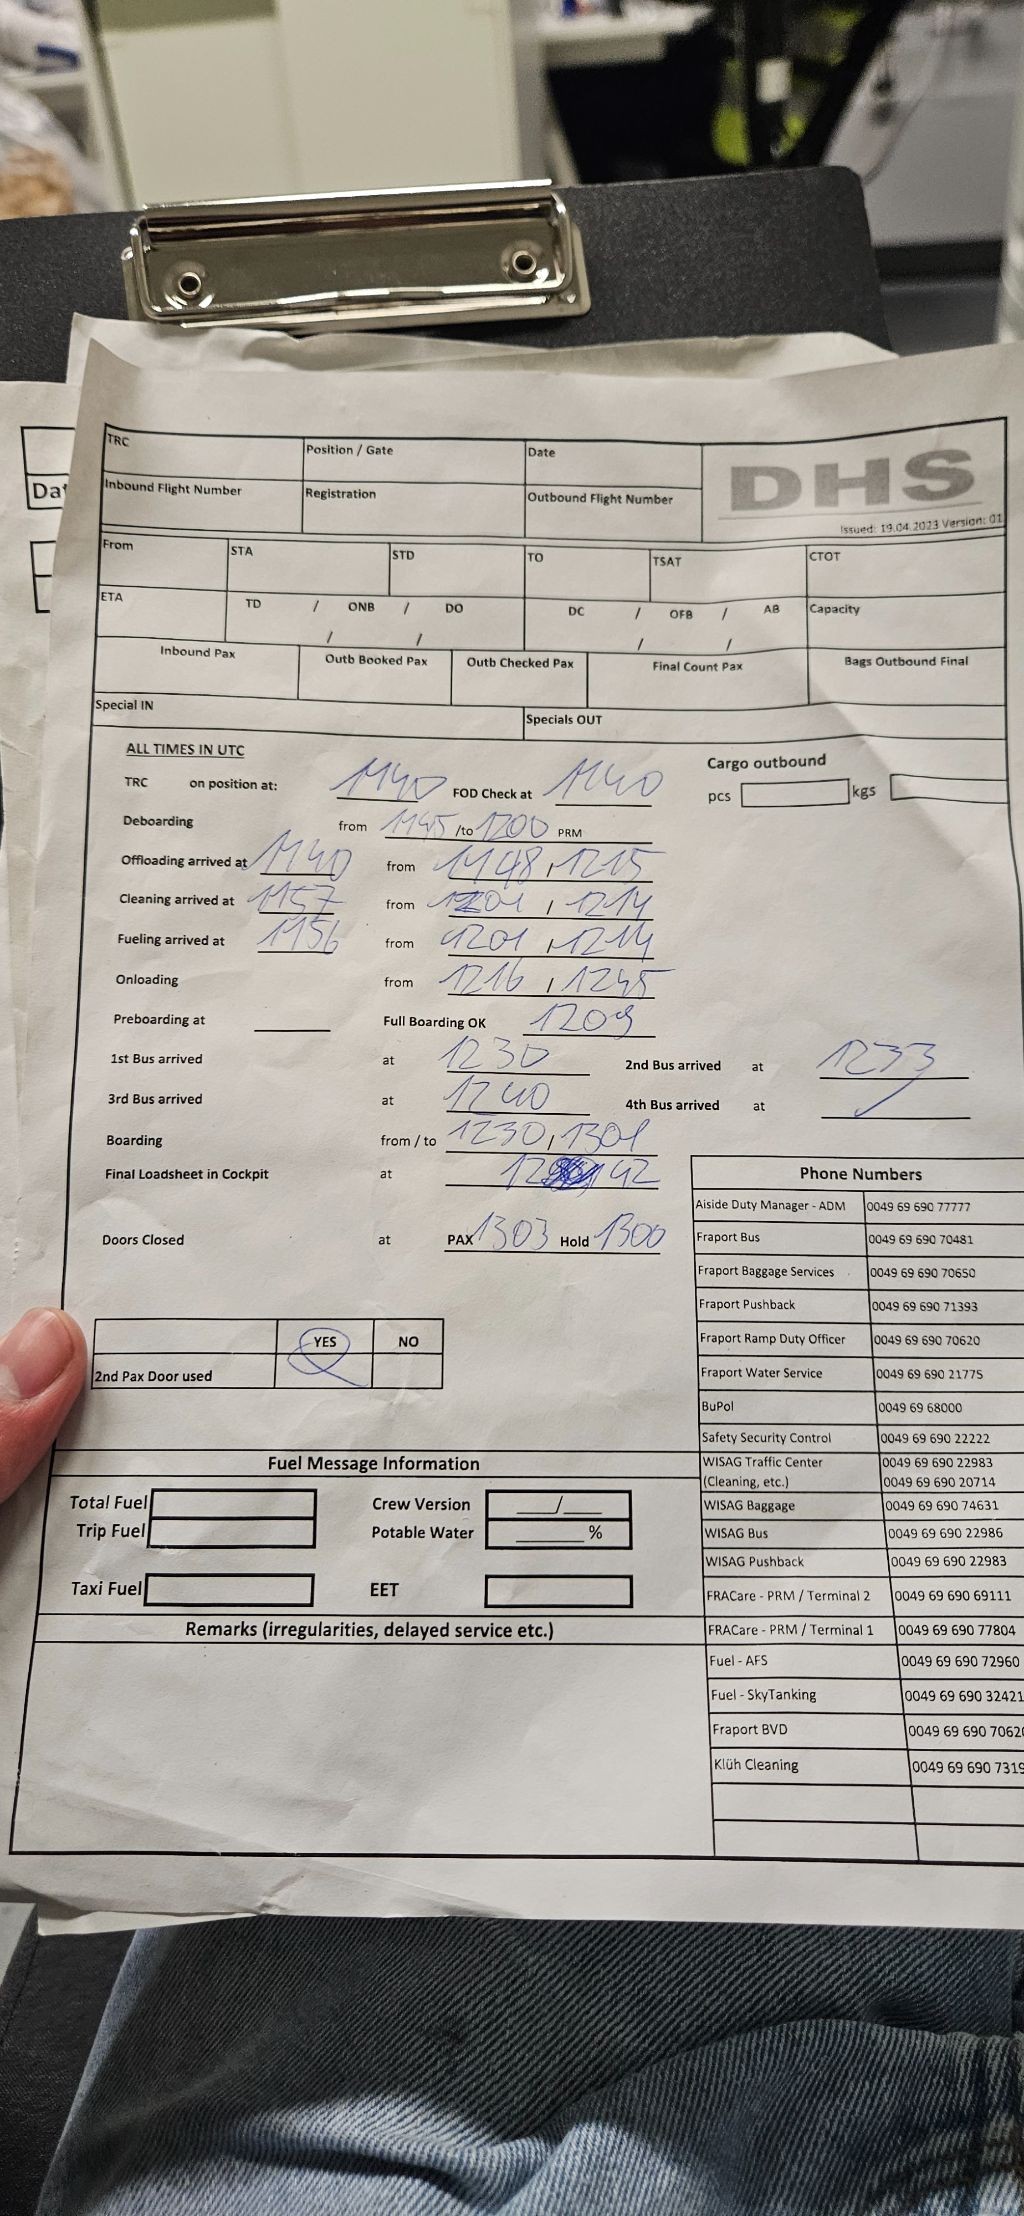 TRC Position / Gate Date DHS
Inbound Flight Number Registration Outbound Flight Number
Issued: 19.04.2023 Version: 01
From STA STD TO TSAT CTOT
ETA TD / ONB / DO DC / OFB / AB Capacity
/ / / /
Inbound Pax Outb Booked Pax Outb Checked Pax Final Count Pax Bags Outbound Final
Special IN Specials OUT
ALL TIMES IN UTC
Cargo outbound
TRC on position at: 1140 FOD Check at 1140 pcs kgs
Deboarding from 1145 /to 1200 PRM
Offloading arrived at 1140 from 1148 , 1215
Cleaning arrived at 1157 from 1201 / 1214
Fueling arrived at 1156 from 1201 / 1214
Onloading from 1216 / 1245
Preboarding at Full Boarding OK 1209
1st Bus arrived at 1230 2nd Bus arrived at 1233
3rd Bus arrived at 1240 4th Bus arrived at
Boarding from / to 1230 , 1301
Final Loadsheet in Cockpit at 12 42
Doors Closed at PAX 1303 Hold 1300
YES NO
2nd Pax Door used
Phone Numbers
Aiside Duty Manager - ADM 0049 69 690 77777
Fraport Bus 0049 69 690 70481
Fraport Baggage Services 0049 69 690 70650
Fraport Pushback 0049 69 690 71393
Fraport Ramp Duty Officer 0049 69 690 70620
Fraport Water Service 0049 69 690 21775
BuPol 0049 69 68000
Safety Security Control 0049 69 690 22222
WISAG Traffic Center 0049 69 690 22983
(Cleaning, etc.) 0049 69 690 20714
WISAG Baggage 0049 69 690 74631
WISAG Bus 0049 69 690 22986
WISAG Pushback 0049 69 690 22983
FRACare - PRM / Terminal 2 0049 69 690 69111
FRACare - PRM / Terminal 1 0049 69 690 77804
Fuel - AFS 0049 69 690 72960
Fuel - SkyTanking 0049 69 690 32421
Fraport BVD 0049 69 690
Klüh Cleaning 0049 69 690
Fuel Message Information
Total Fuel Crew Version /
Trip Fuel Potable Water %
Taxi Fuel EET
Remarks (irregularities, delayed service etc.)